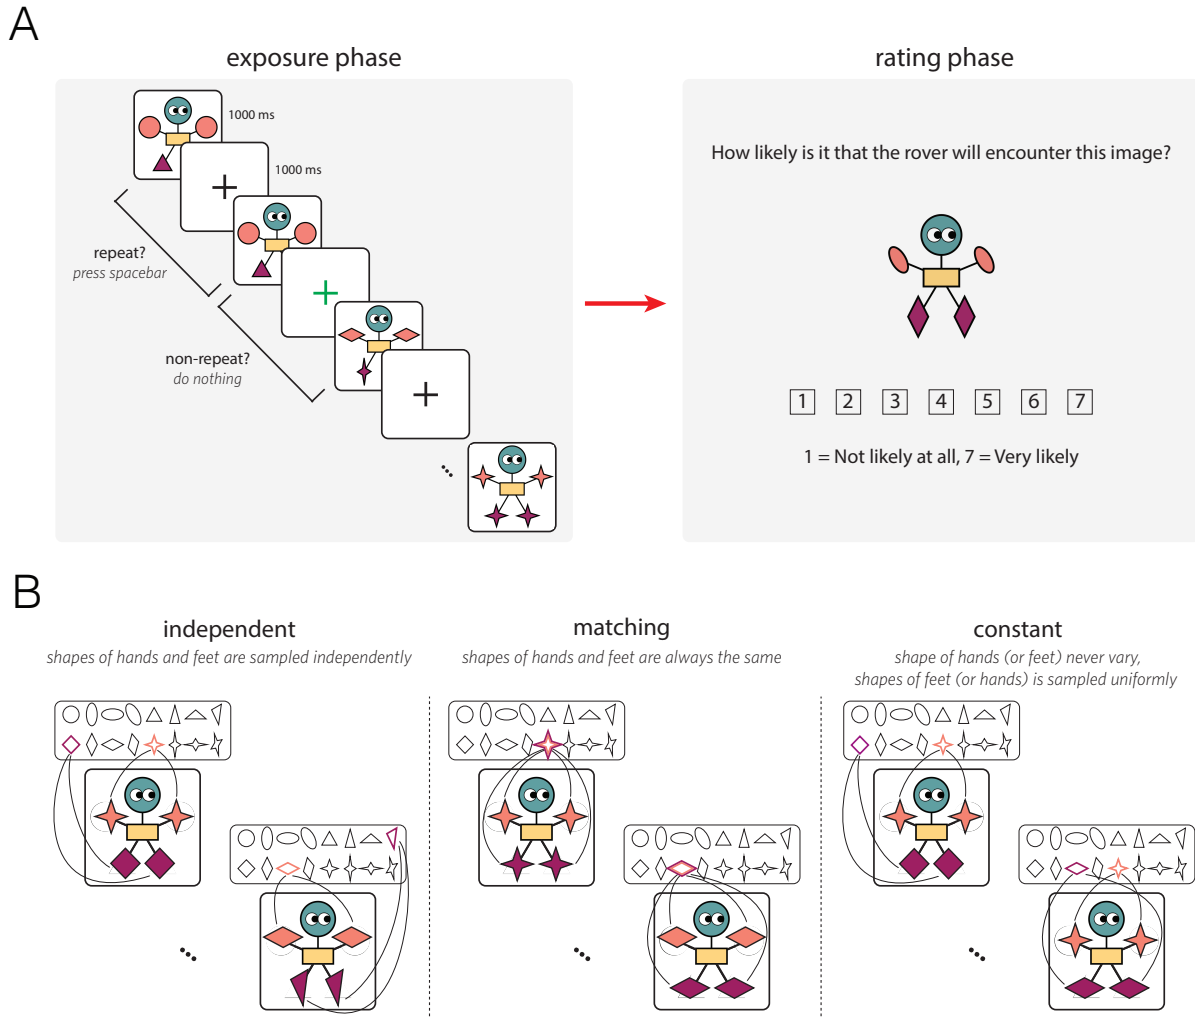 A
exposure phase
1000 ms
1000 ms
repeat?
press spacebar
non-repeat?
do nothing
rating phase
How likely is it that the rover will encounter this image?
1 2 3 4 5 6 7
1 = Not likely at all, 7 = Very likely
B
independent
shapes of hands and feet are sampled independently
matching
shapes of hands and feet are always the same
constant
shape of hands (or feet) never vary,
shapes of feet (or hands) is sampled uniformly